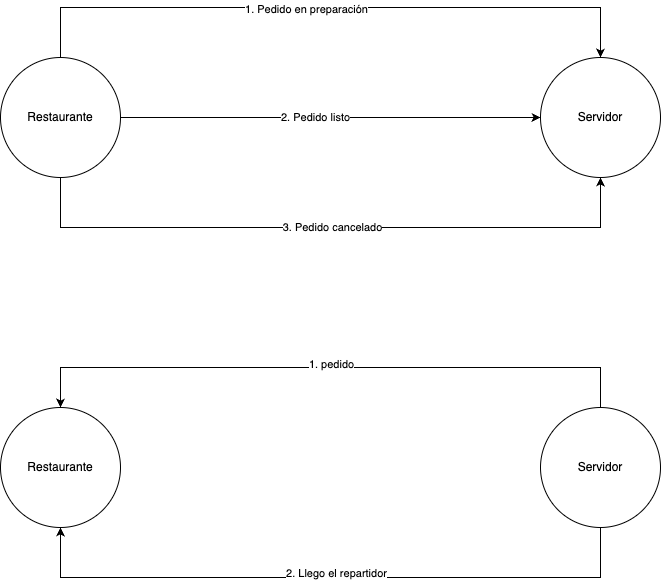 1. Pedido en preparación
Restaurante
Servidor
2. Pedido listo
3. Pedido cancelado
1. pedido
Restaurante
Servidor
2. Llego el repartidor